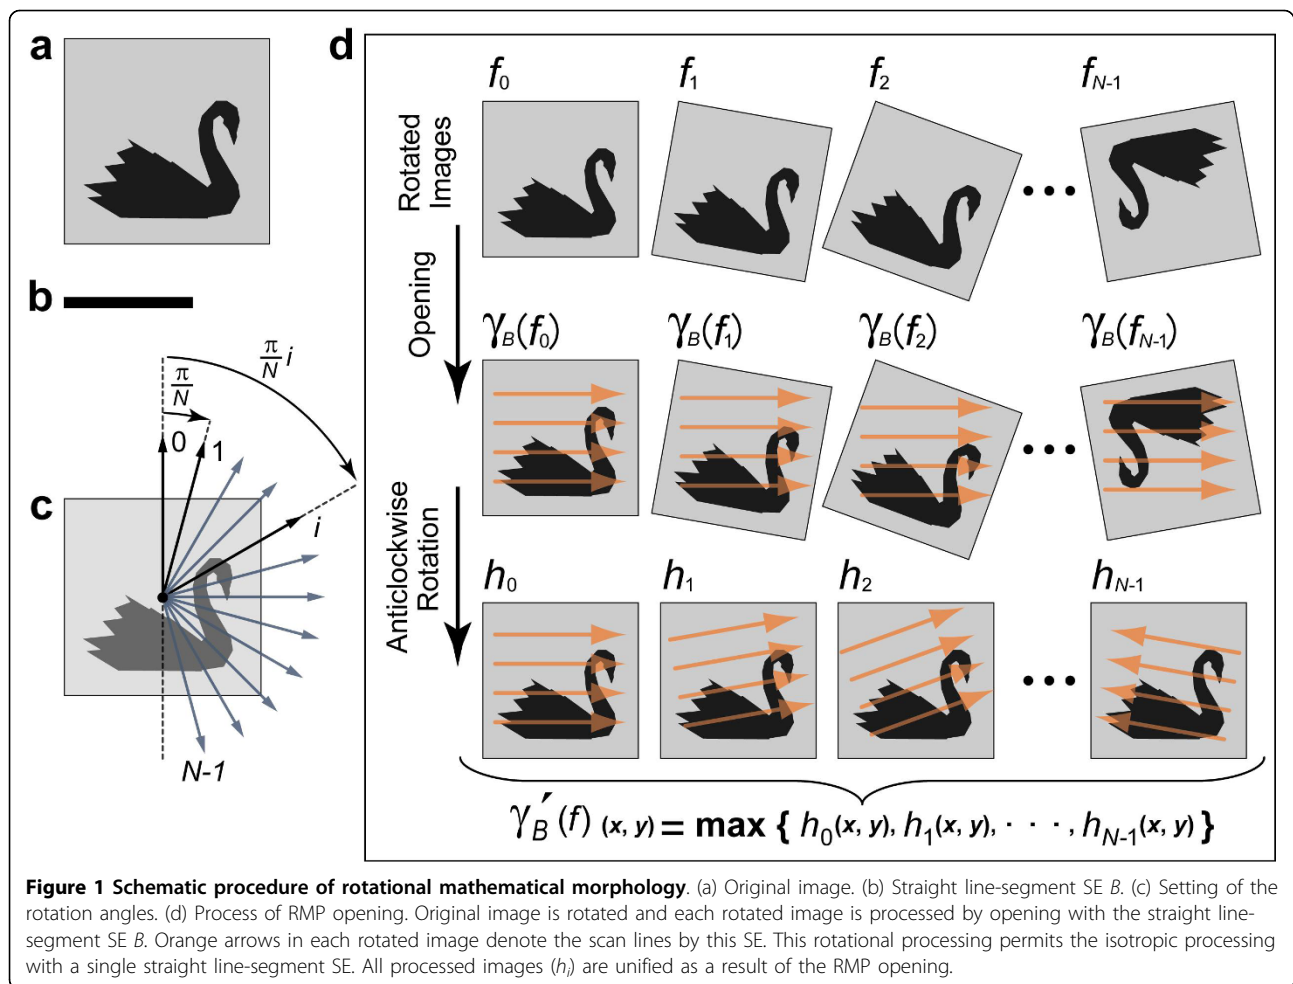 a
b
c
d
π/N
π/N i
0
1
i
N-1
f0
f1
f2
fN-1
Rotated
Images
Opening
γB(f0)
γB(f1)
γB(f2)
γB(fN-1)
Anticlockwise
Rotation
h0
h1
h2
hN-1
γB′(f) (x, y) = max { h0(x, y), h1(x, y), · · · , hN-1(x, y) }
Figure 1 Schematic procedure of rotational mathematical morphology. (a) Original image. (b) Straight line-segment SE B. (c) Setting of the
rotation angles. (d) Process of RMP opening. Original image is rotated and each rotated image is processed by opening with the straight line-
segment SE B. Orange arrows in each rotated image denote the scan lines by this SE. This rotational processing permits the isotropic processing
with a single straight line-segment SE. All processed images (hi) are unified as a result of the RMP opening.